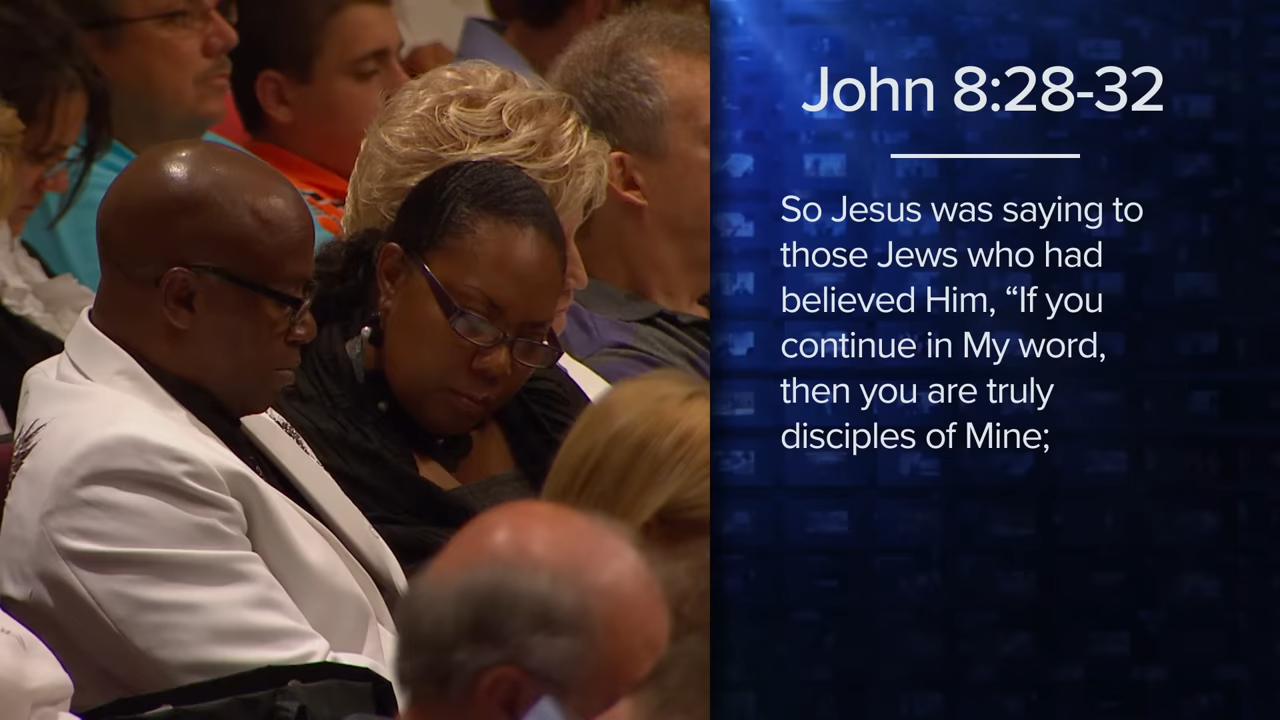 John 8:28-32
So Jesus was saying to
those Jews who had
believed Him, “If you
continue in My word,
then you are truly
disciples of Mine;